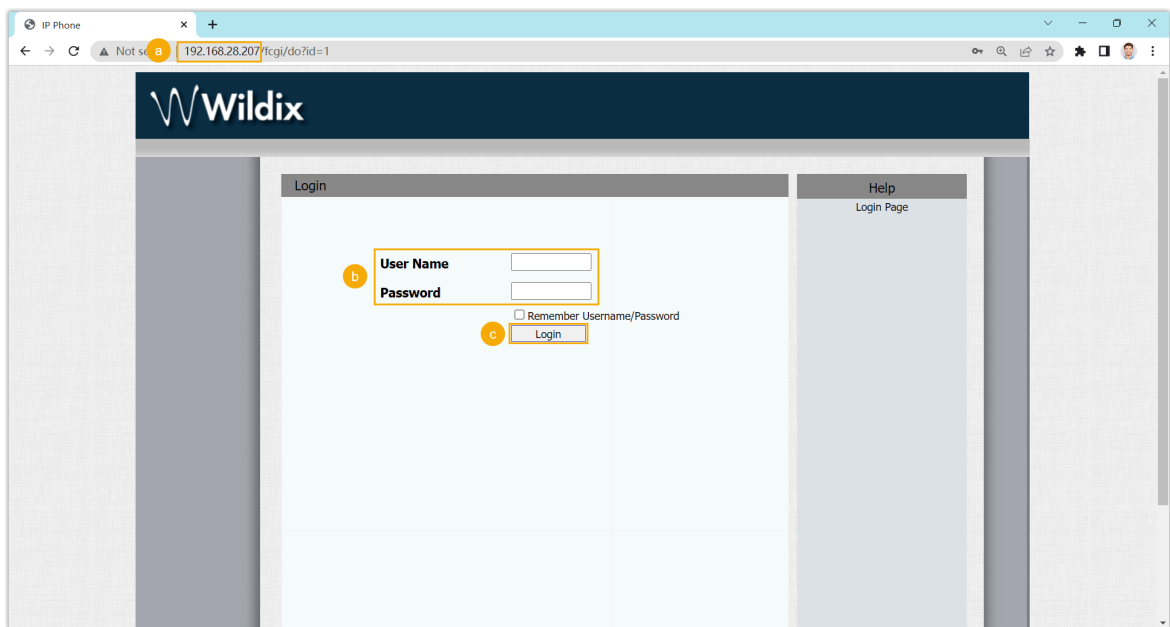 IP Phone
Not se a 192.168.28.207/fcgi/do?id=1
Wildix
Login
Help
Login Page
b
User Name
Password
Remember Username/Password
c
Login